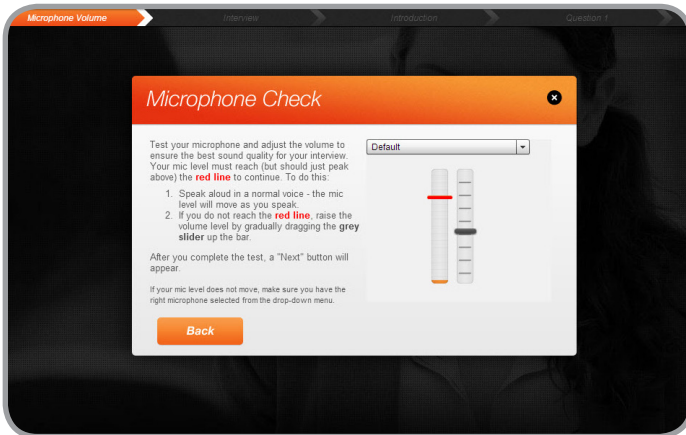 Microphone Volume
Interview
Introduction
Question 1
Microphone Check
Test your microphone and adjust the volume to
ensure the best sound quality for your interview.
Your mic level must reach (but should just peak
above) the red line to continue. To do this:
1. Speak aloud in a normal voice - the mic
level will move as you speak.
2. If you do not reach the red line, raise the
volume level by gradually dragging the grey
slider up the bar.
After you complete the test, a "Next" button will
appear.
If your mic level does not move, make sure you have the
right microphone selected from the drop-down menu.
Default
Back